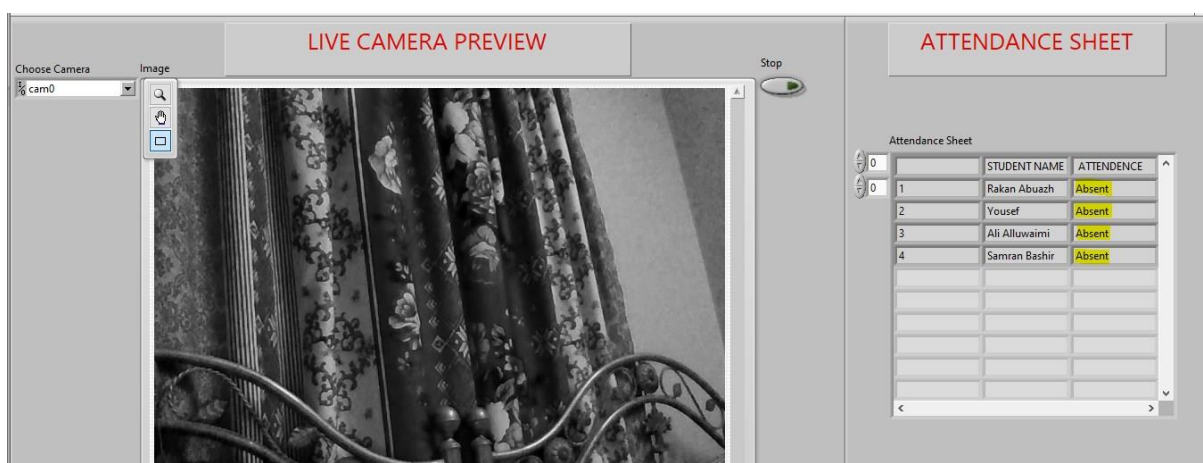 LIVE CAMERA PREVIEW
ATTENDANCE SHEET
Choose Camera
Image
Stop
cam0
Attendance Sheet
0
STUDENT NAME ATTENDENCE
0
1 Rakan Abuazh Absent
2 Yousef Absent
3 Ali Alluwaimi Absent
4 Samran Bashir Absent